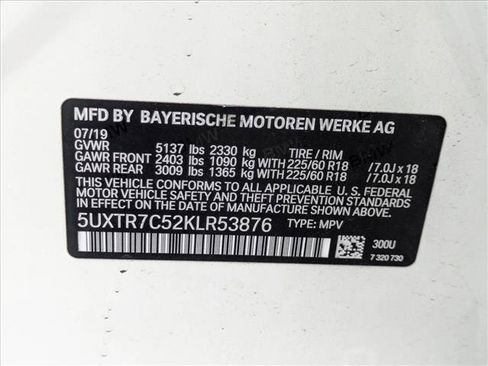 MFD BY BAYERISCHE MOTOREN WERKE AG
07/19
GVWR 5137 lbs 2330 kg TIRE / RIM
GAWR FRONT 2403 lbs 1090 kg WITH 225/60 R18 /7.0J x 18
GAWR REAR 3009 lbs 1365 kg WITH 225/60 R18 /7.0J x 18
THIS VEHICLE CONFORMS TO ALL APPLICABLE U.S. FEDERAL
MOTOR VEHICLE SAFETY AND THEFT PREVENTION STANDARDS
IN EFFECT ON THE DATE OF MANUFACTURE SHOWN ABOVE.
5UXTR7C52KLR53876 TYPE: MPV
300U
7 320 730